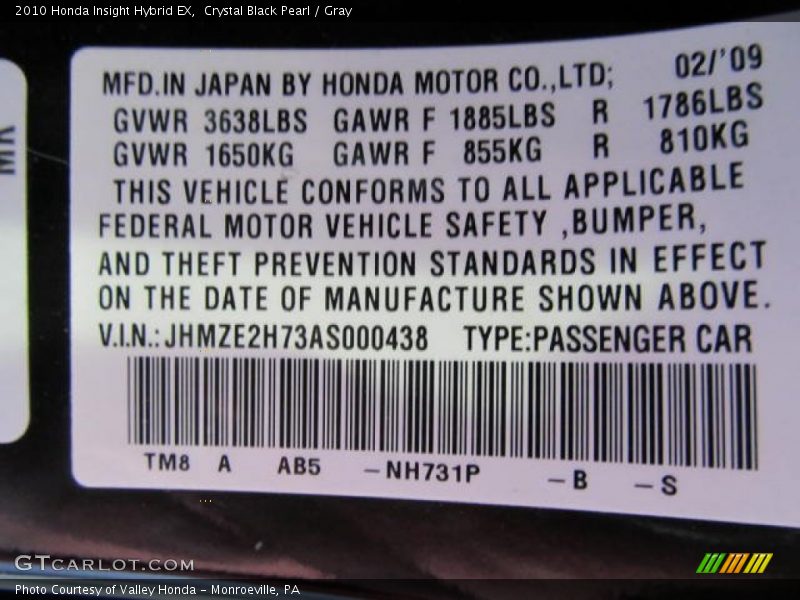 2010 Honda Insight Hybrid EX,  Crystal Black Pearl / Gray
MFD.IN JAPAN BY HONDA MOTOR CO.,LTD; 02/'09
GVWR 3638LBS GAWR F 1885LBS R 1786LBS
GVWR 1650KG GAWR F 855KG R 810KG
THIS VEHICLE CONFORMS TO ALL APPLICABLE
FEDERAL MOTOR VEHICLE SAFETY ,BUMPER,
AND THEFT PREVENTION STANDARDS IN EFFECT
ON THE DATE OF MANUFACTURE SHOWN ABOVE.
V.I.N.:JHMZE2H73AS000438 TYPE:PASSENGER CAR
TM8 A AB5 -NH731P -B -S
GTCARLOT.COM
Photo Courtesy of Valley Honda - Monroeville, PA